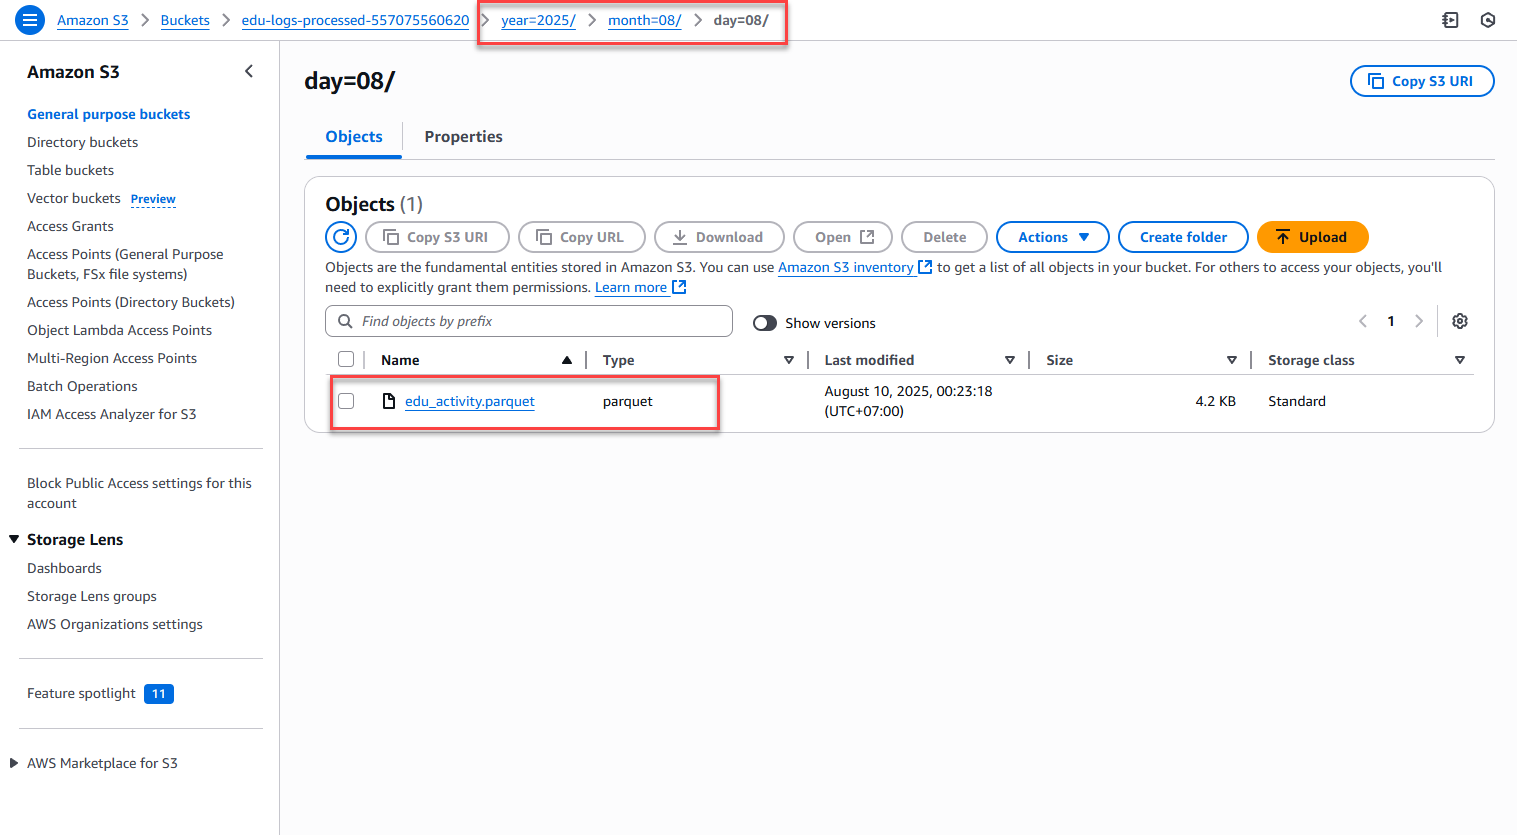 Amazon S3 > Buckets > edu-logs-processed-557075560620 > year=2025/ > month=08/ > day=08/
Amazon S3
General purpose buckets
Directory buckets
Table buckets
Vector buckets Preview
Access Grants
Access Points (General Purpose
Buckets, FSx file systems)
Access Points (Directory Buckets)
Object Lambda Access Points
Multi-Region Access Points
Batch Operations
IAM Access Analyzer for S3
Block Public Access settings for this
account
Storage Lens
Dashboards
Storage Lens groups
AWS Organizations settings
Feature spotlight 11
AWS Marketplace for S3
day=08/
Copy S3 URI
Objects Properties
Objects (1)
Copy S3 URI Copy URL Download Open Delete Actions Create folder Upload
Objects are the fundamental entities stored in Amazon S3. You can use Amazon S3 inventory to get a list of all objects in your bucket. For others to access your objects, you'll
need to explicitly grant them permissions. Learn more
Find objects by prefix Show versions 1
Name Type Last modified Size Storage class
edu_activity.parquet parquet August 10, 2025, 00:23:18 4.2 KB Standard
(UTC+07:00)